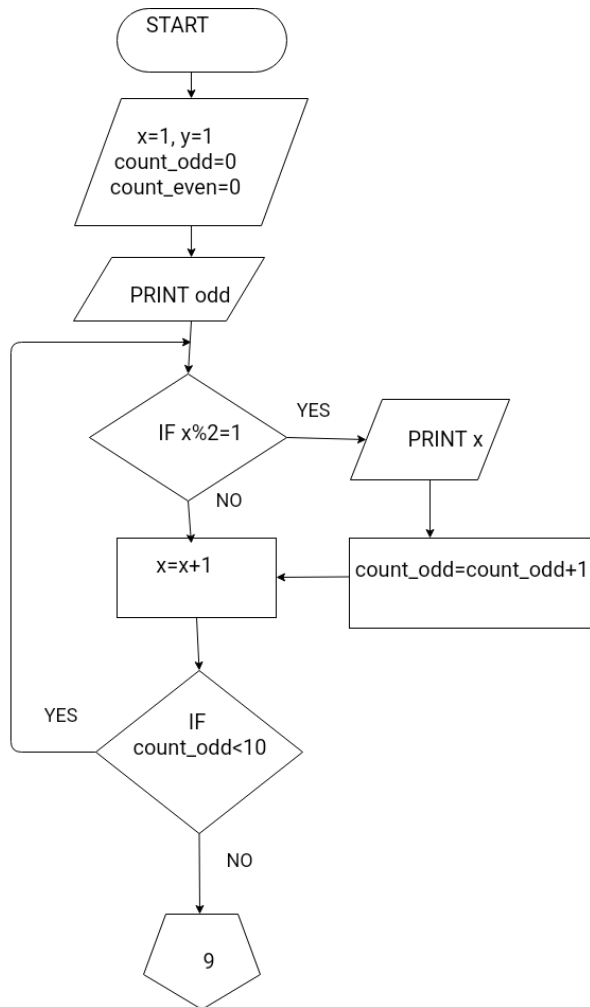 START
x=1, y=1
count_odd=0
count_even=0
PRINT odd
IF x%2=1
YES
PRINT x
NO
x=x+1
count_odd=count_odd+1
YES
IF
count_odd<10
NO
9